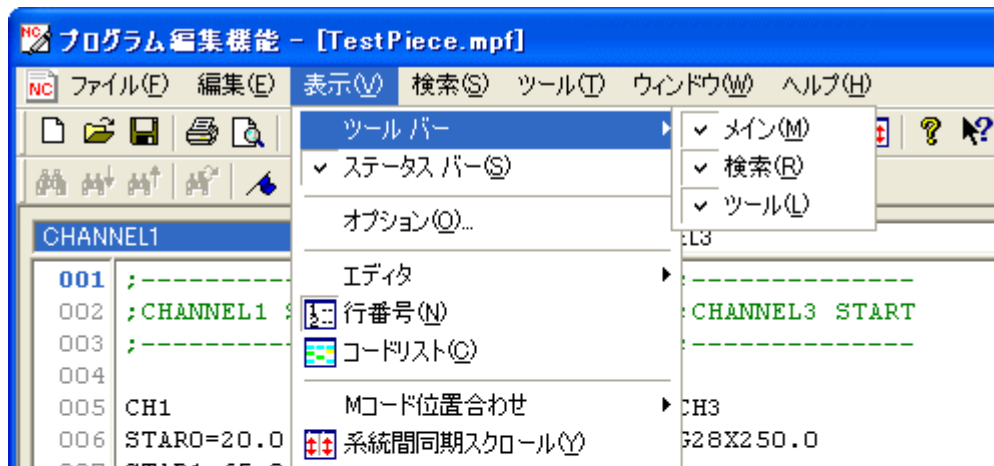 プログラム編集機能 - [TestPiece.mpf]
ファイル(F) 編集(E) 表示(V) 検索(S) ツール(T) ウィンドウ(W) ヘルプ(H)
ツール バー
ステータス バー(S)
オプション(O)...
エディタ
行番号(N)
コードリスト(C)
Mコード位置合わせ
系統間同期スクロール(Y)
メイン(M)
検索(R)
ツール(L)
CHANNEL1
001 ;----------
002 ;CHANNEL1
003 ;----------
004
005 CH1
006 STAR0=20.0
EL3
:--------------
:CHANNEL3 START
:--------------
CH3
G28X250.0